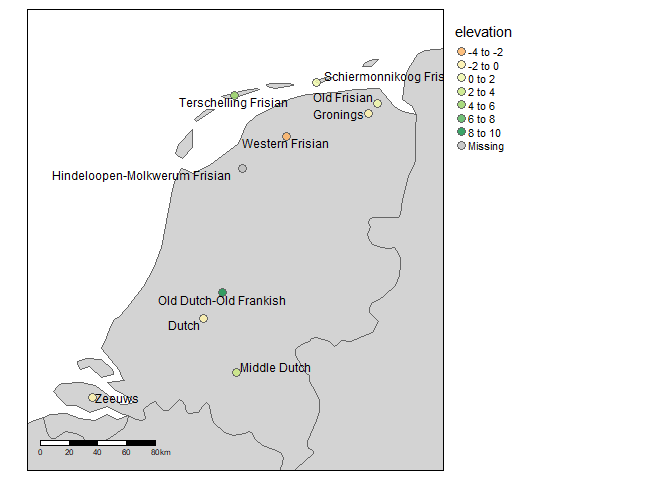 elevation
-4 to -2
-2 to 0
0 to 2
2 to 4
4 to 6
6 to 8
8 to 10
Missing
Schiermonnikoog Fris
Terschelling Frisian
Old Frisian
Gronings
Western Frisian
Hindeloopen-Molkwerum Frisian
Old Dutch-Old Frankish
Dutch
Middle Dutch
Zeeuws
0 20 40 60 80km